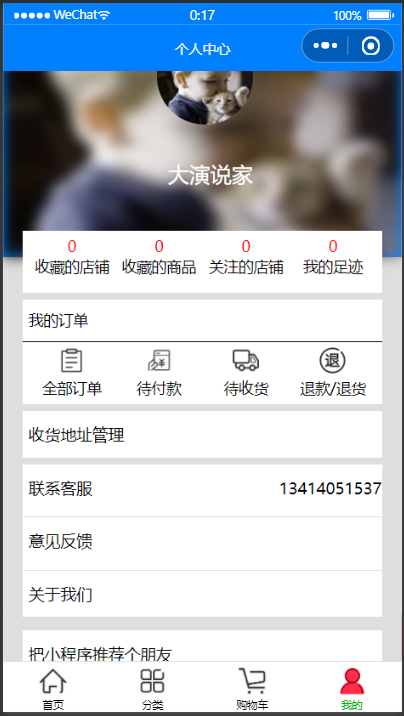 WeChat 0:17 100%
个人中心
大演说家
0 0 0 0
收藏的店铺 收藏的商品 关注的店铺 我的足迹
我的订单
退
全部订单 待付款 待收货 退款/退货
收货地址管理
联系客服 13414051537
意见反馈
关于我们
把小程序推荐个朋友
首页 分类 购物车 我的